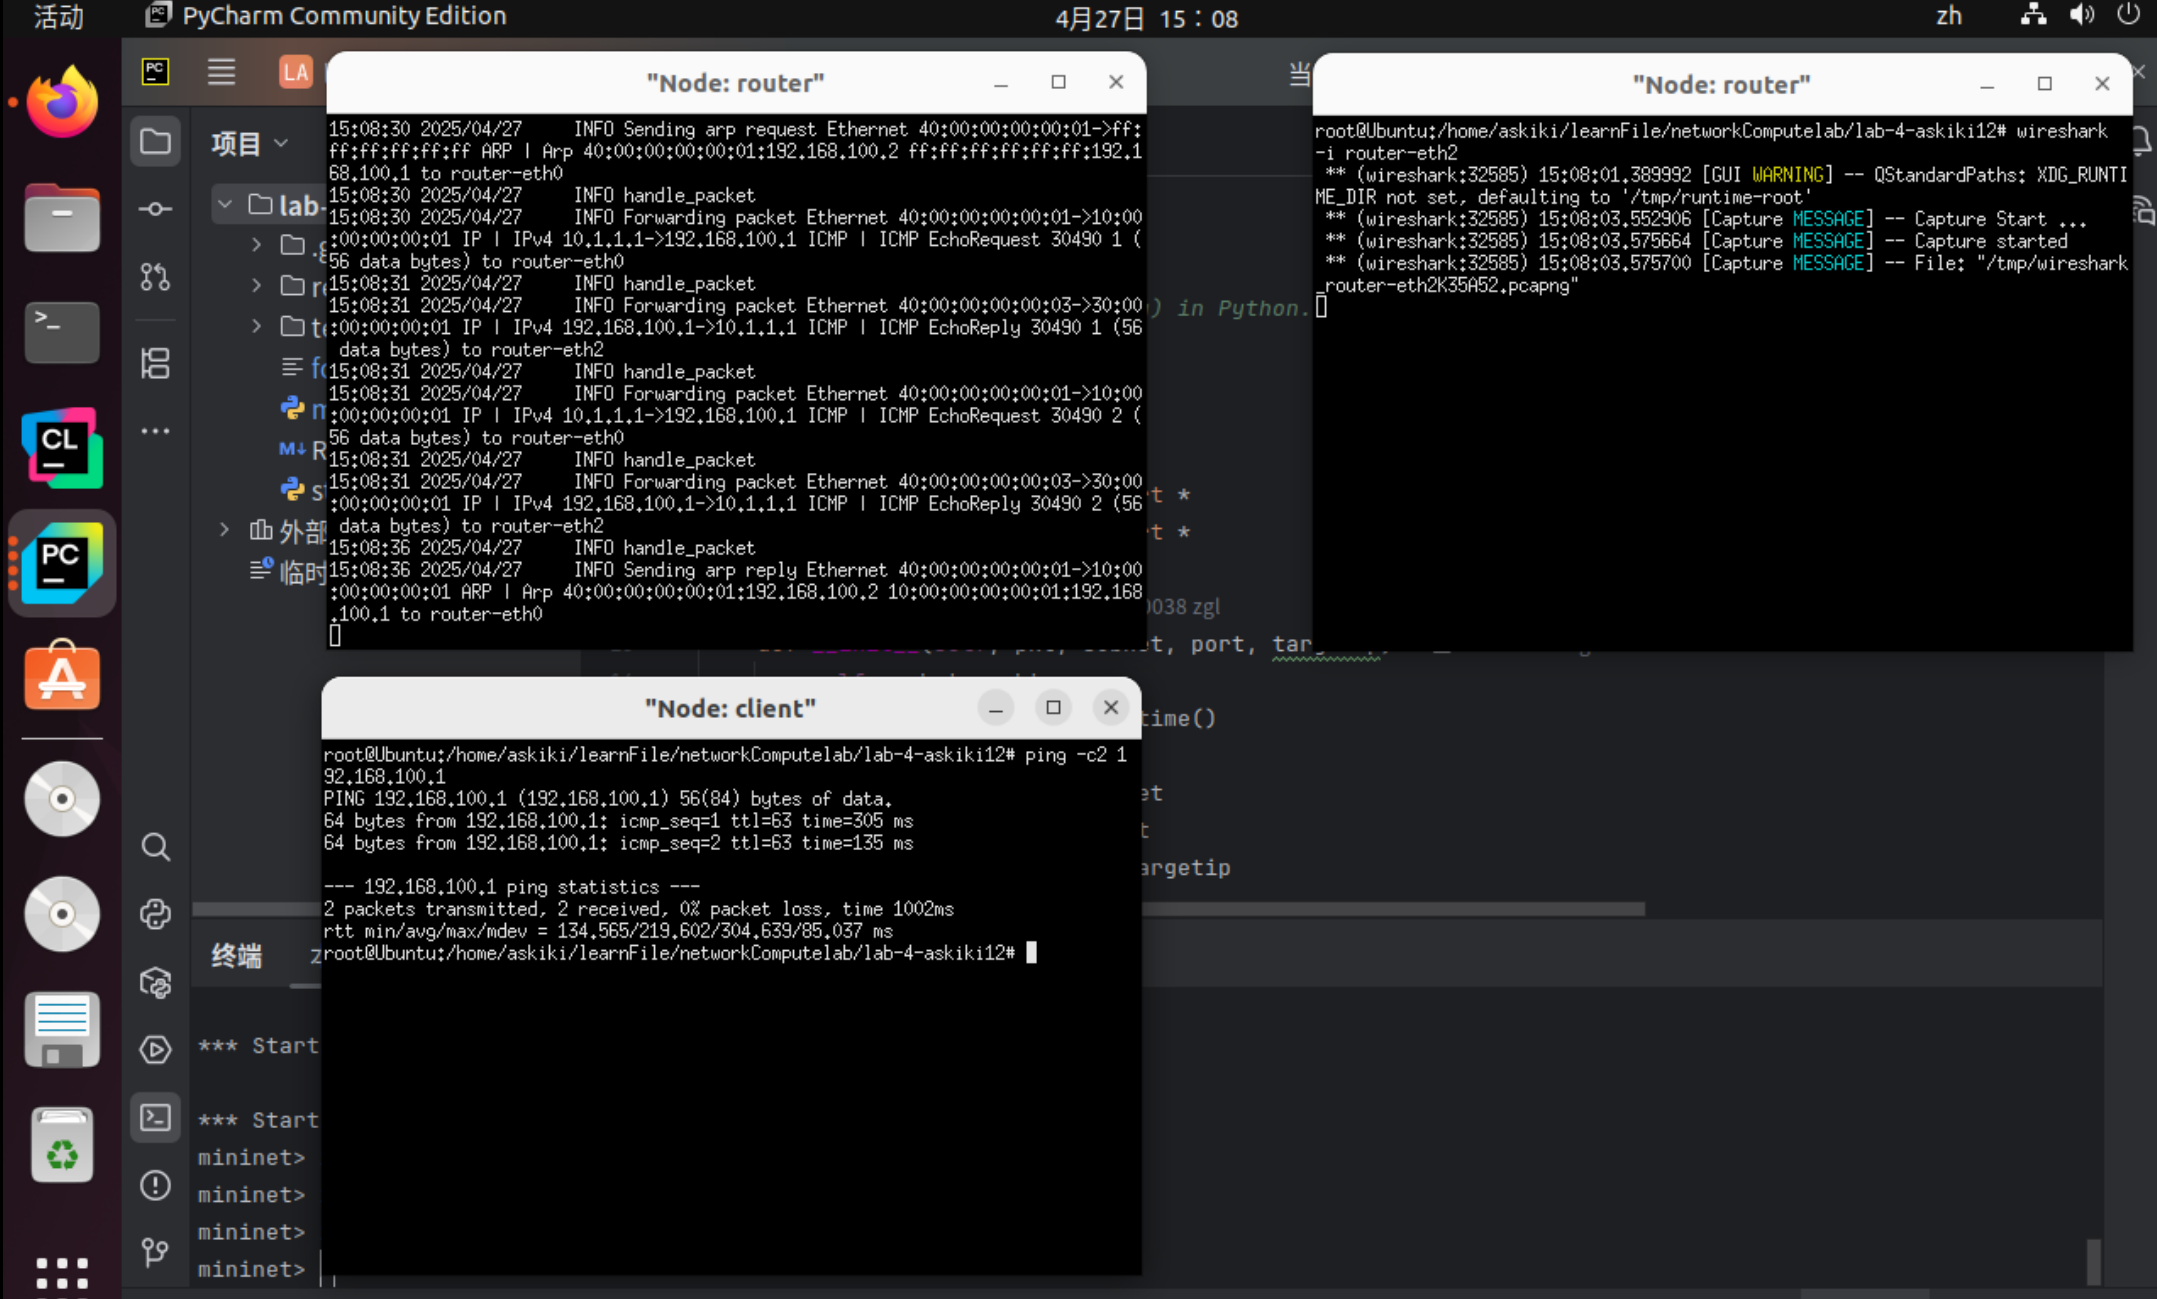 活动
PyCharm Community Edition
4月27日 15：08
zh
PC
LA
当
项目
lab-
CL
PC
外部
临时
"Node: router"
15:08:30 2025/04/27     INFO Sending arp request Ethernet 40:00:00:00:00:01->ff:
ff:ff:ff:ff:ff ARP | Arp 40:00:00:00:00:01:192.168.100.2 ff:ff:ff:ff:ff:ff:192.1
68.100.1 to router-eth0
15:08:30 2025/04/27     INFO handle_packet
15:08:30 2025/04/27     INFO Forwarding packet Ethernet 40:00:00:00:00:01->10:00
:00:00:00:01 IP | IPv4 10.1.1.1->192.168.100.1 ICMP | ICMP EchoRequest 30490 1 (
56 data bytes) to router-eth0
15:08:31 2025/04/27     INFO handle_packet
15:08:31 2025/04/27     INFO Forwarding packet Ethernet 40:00:00:00:00:03->30:00
:00:00:00:01 IP | IPv4 192.168.100.1->10.1.1.1 ICMP | ICMP EchoReply 30490 1 (56
 data bytes) to router-eth2
15:08:31 2025/04/27     INFO handle_packet
15:08:31 2025/04/27     INFO Forwarding packet Ethernet 40:00:00:00:00:01->10:00
:00:00:00:01 IP | IPv4 10.1.1.1->192.168.100.1 ICMP | ICMP EchoRequest 30490 2 (
56 data bytes) to router-eth0
15:08:31 2025/04/27     INFO handle_packet
15:08:31 2025/04/27     INFO Forwarding packet Ethernet 40:00:00:00:00:03->30:00
:00:00:00:01 IP | IPv4 192.168.100.1->10.1.1.1 ICMP | ICMP EchoReply 30490 2 (56
 data bytes) to router-eth2
15:08:36 2025/04/27     INFO handle_packet
15:08:36 2025/04/27     INFO Sending arp reply Ethernet 40:00:00:00:00:01->10:00
:00:00:00:01 ARP | Arp 40:00:00:00:00:01:192.168.100.2 10:00:00:00:00:01:192.168
.100.1 to router-eth0
"Node: router"
root@Ubuntu:/home/askiki/learnFile/networkComputelab/lab-4-askiki12# wireshark
-i router-eth2
 ** (wireshark:32585) 15:08:01.389992 [GUI WARNING] -- QStandardPaths: XDG_RUNTI
ME_DIR not set, defaulting to '/tmp/runtime-root'
 ** (wireshark:32585) 15:08:03.552906 [Capture MESSAGE] -- Capture Start ...
 ** (wireshark:32585) 15:08:03.575664 [Capture MESSAGE] -- Capture started
 ** (wireshark:32585) 15:08:03.575700 [Capture MESSAGE] -- File: "/tmp/wireshark
_router-eth2K35A52.pcapng"
) in Python.
t *
t *
0038 zgl
t, port,
time()
et
t
argetip
"Node: client"
root@Ubuntu:/home/askiki/learnFile/networkComputelab/lab-4-askiki12# ping -c2 1
92.168.100.1
PING 192.168.100.1 (192.168.100.1) 56(84) bytes of data.
64 bytes from 192.168.100.1: icmp_seq=1 ttl=63 time=305 ms
64 bytes from 192.168.100.1: icmp_seq=2 ttl=63 time=135 ms
--- 192.168.100.1 ping statistics ---
2 packets transmitted, 2 received, 0% packet loss, time 1002ms
rtt min/avg/max/mdev = 134.565/219.602/304.639/85.037 ms
root@Ubuntu:/home/askiki/learnFile/networkComputelab/lab-4-askiki12#
终端
*** Start
*** Start
mininet>
mininet>
mininet>
mininet>